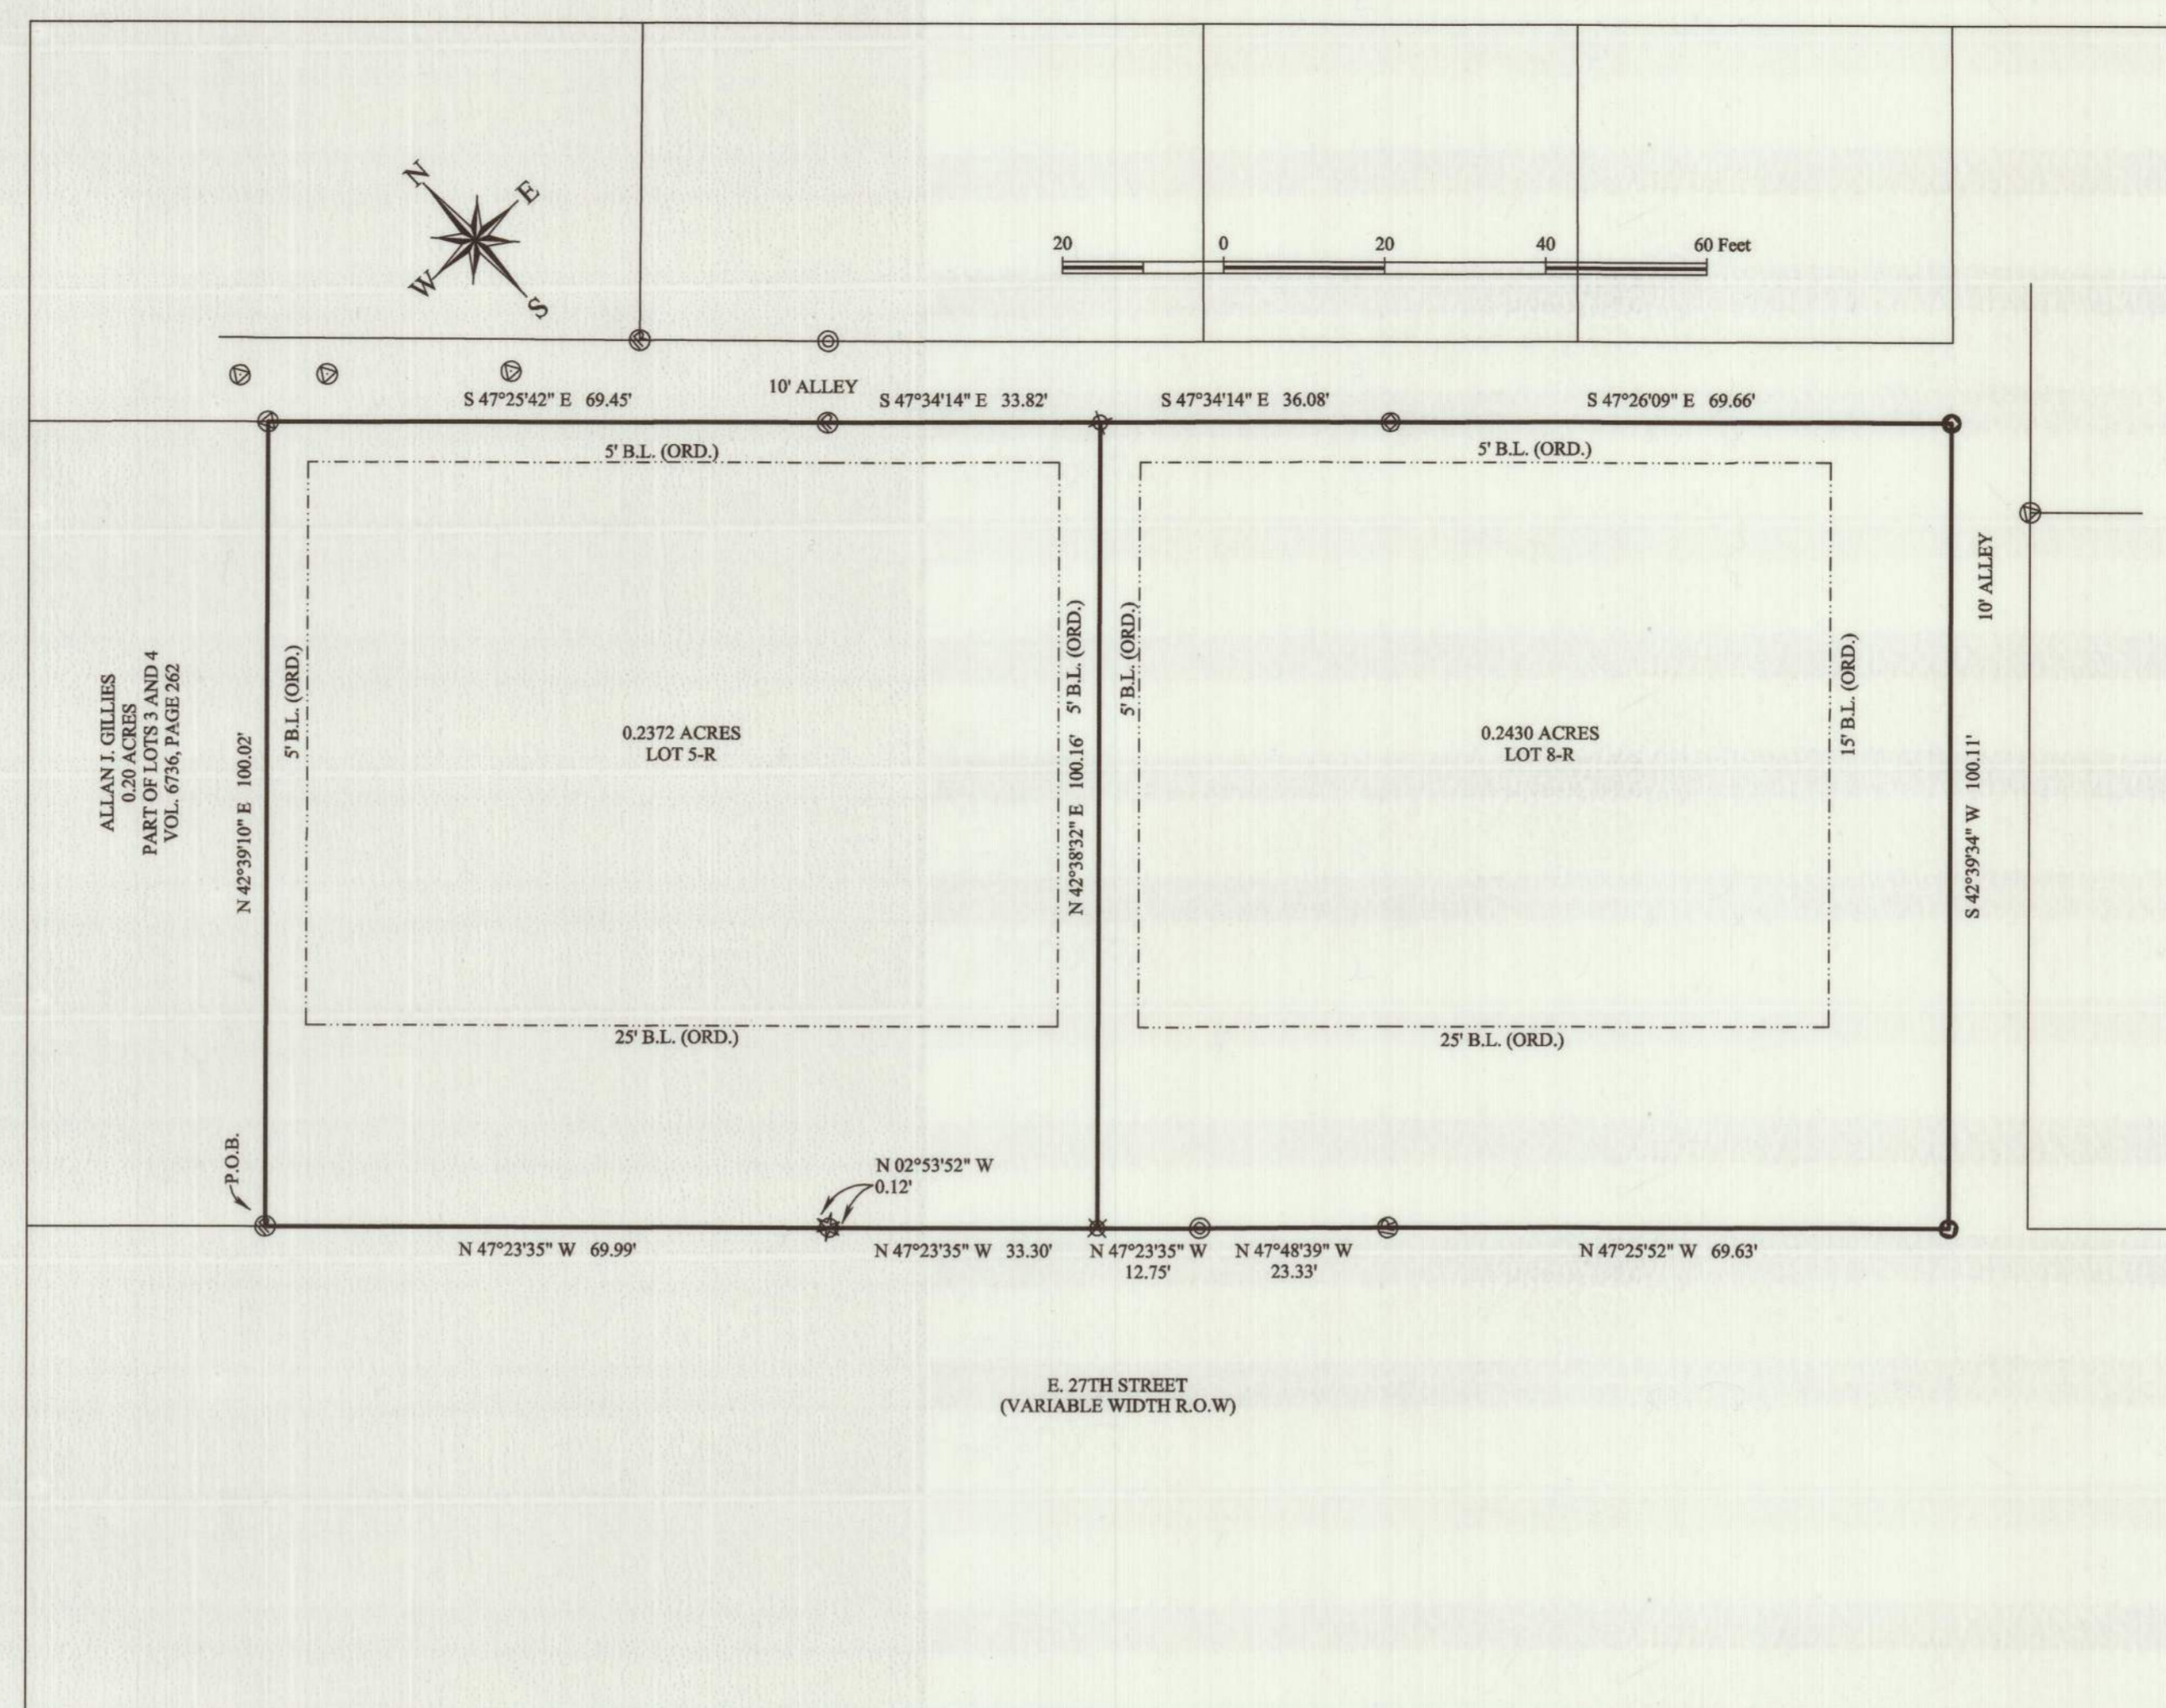 N
E
W
S
20 0 20 40 60 Feet
10' ALLEY
S 47°25'42" E 69.45'
S 47°34'14" E 33.82'
S 47°34'14" E 36.08'
S 47°26'09" E 69.66'
5' B.L. (ORD.)
5' B.L. (ORD.)
ALLAN J. GILLIES
0.20 ACRES
PART OF LOTS 3 AND 4
VOL. 6736, PAGE 262
N 42°39'10" E 100.02'
5' B.L. (ORD.)
0.2372 ACRES
LOT 5-R
N 42°38'32" E 100.16'
5' B.L. (ORD.)
5' B.L. (ORD.)
0.2430 ACRES
LOT 8-R
15' B.L. (ORD.)
S 42°39'34" W 100.11'
10' ALLEY
25' B.L. (ORD.)
25' B.L. (ORD.)
P.O.B.
N 02°53'52" W
0.12'
N 47°23'35" W 69.99'
N 47°23'35" W 33.30'
N 47°23'35" W
12.75'
N 47°48'39" W
23.33'
N 47°25'52" W 69.63'
E. 27TH STREET
(VARIABLE WIDTH R.O.W)